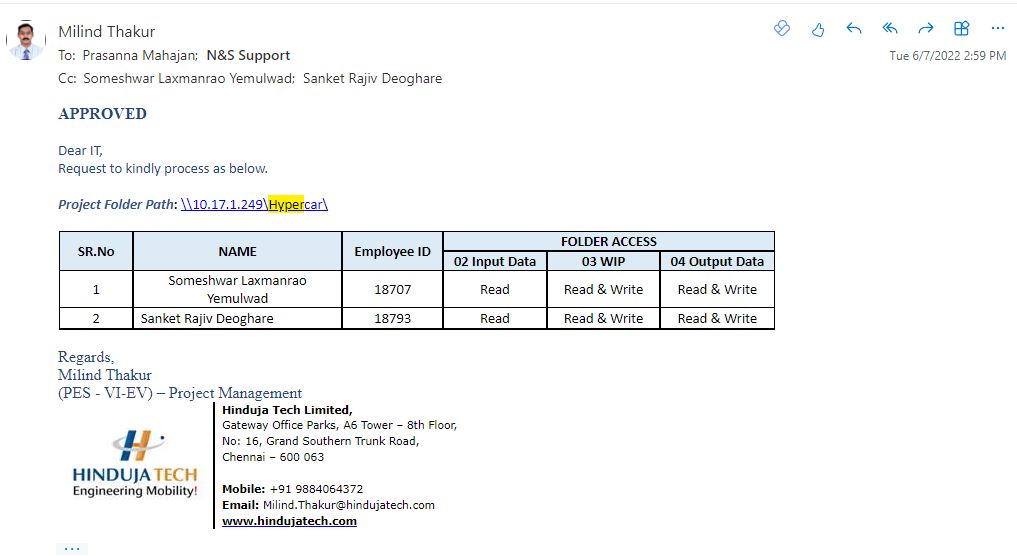 Milind Thakur
To: Prasanna Mahajan; N&S Support
Tue 6/7/2022 2:59 PM
Cc: Someshwar Laxmanrao Yemulwad; Sanket Rajiv Deoghare
APPROVED
Dear IT,
Request to kindly process as below.
Project Folder Path: \\10.17.1.249\Hypercar\
SR.No NAME Employee ID FOLDER ACCESS
02 Input Data 03 WIP 04 Output Data
1 Someshwar Laxmanrao Yemulwad 18707 Read Read & Write Read & Write
2 Sanket Rajiv Deoghare 18793 Read Read & Write Read & Write
Regards,
Milind Thakur
(PES - VI-EV) – Project Management
HINDUJA TECH
Engineering Mobility!
Hinduja Tech Limited,
Gateway Office Parks, A6 Tower – 8th Floor,
No: 16, Grand Southern Trunk Road,
Chennai – 600 063
Mobile: +91 9884064372
Email: Milind.Thakur@hindujatech.com
www.hindujatech.com